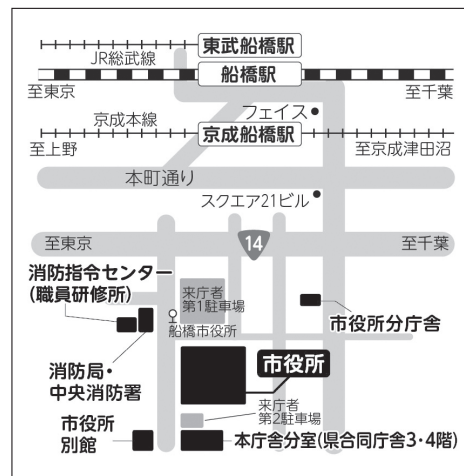 東武船橋駅
JR総武線
船橋駅
至東京
至千葉
フェイス
京成本線
京成船橋駅
至上野
至京成津田沼
本町通り
スクエア21ビル
至東京
14
至千葉
消防指令センター
(職員研修所)
来庁者
第1駐車場
船橋市役所
市役所分庁舎
消防局・
中央消防署
市役所
来庁者
第2駐車場
市役所
別館
本庁舎分室(県合同庁舎3・4階)